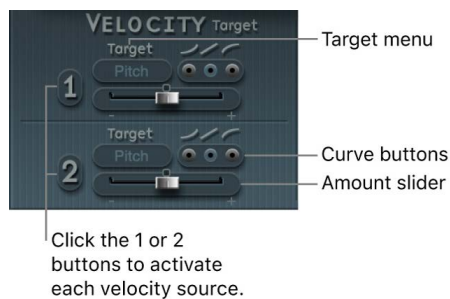 VELOCITY Target
Target menu
Target
1
Pitch
- +
Target
2
Pitch
Curve buttons
- +
Amount slider
Click the 1 or 2
buttons to activate
each velocity source.